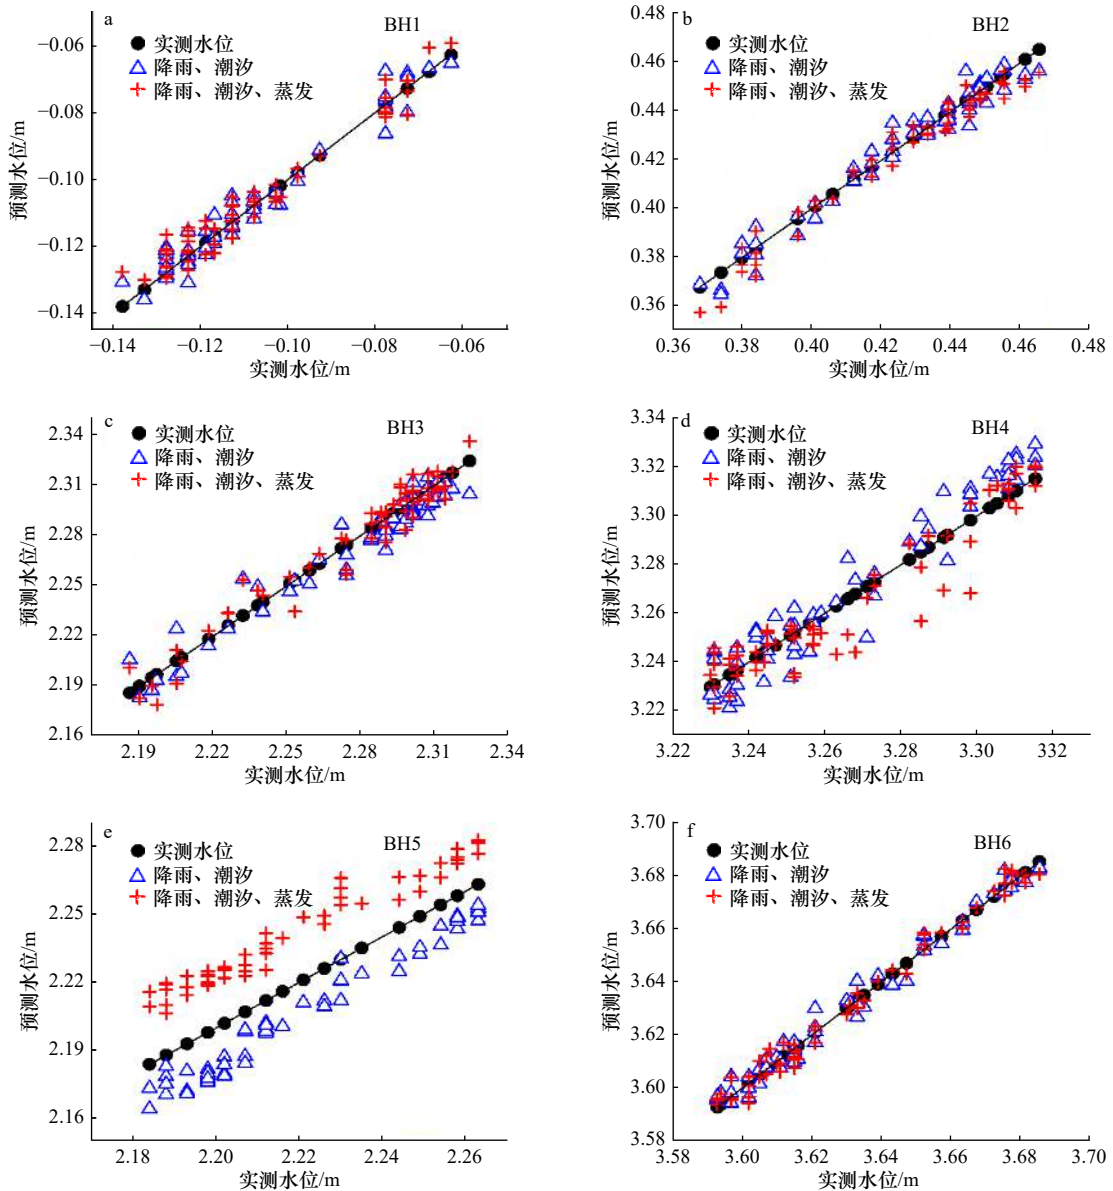 a
BH1
实测水位
降雨、潮汐
降雨、潮汐、蒸发
−0.06
−0.08
−0.10
−0.12
−0.14
预测水位/m
−0.14
−0.12
−0.10
−0.08
−0.06
实测水位/m
b
BH2
实测水位
降雨、潮汐
降雨、潮汐、蒸发
0.48
0.46
0.44
0.42
0.40
0.38
0.36
预测水位/m
0.36
0.38
0.40
0.42
0.44
0.46
0.48
实测水位/m
c
BH3
实测水位
降雨、潮汐
降雨、潮汐、蒸发
2.34
2.31
2.28
2.25
2.22
2.19
2.16
预测水位/m
2.19
2.22
2.25
2.28
2.31
2.34
实测水位/m
d
BH4
实测水位
降雨、潮汐
降雨、潮汐、蒸发
3.34
3.32
3.30
3.28
3.26
3.24
3.22
预测水位/m
3.22
3.24
3.26
3.28
3.30
332
实测水位/m
e
BH5
实测水位
降雨、潮汐
降雨、潮汐、蒸发
2.28
2.25
2.22
2.19
2.16
预测水位/m
2.18
2.20
2.22
2.24
2.26
实测水位/m
f
BH6
实测水位
降雨、潮汐
降雨、潮汐、蒸发
3.70
3.68
3.66
3.64
3.62
3.60
3.58
预测水位/m
3.58
3.60
3.62
3.64
3.66
3.68
3.70
实测水位/m